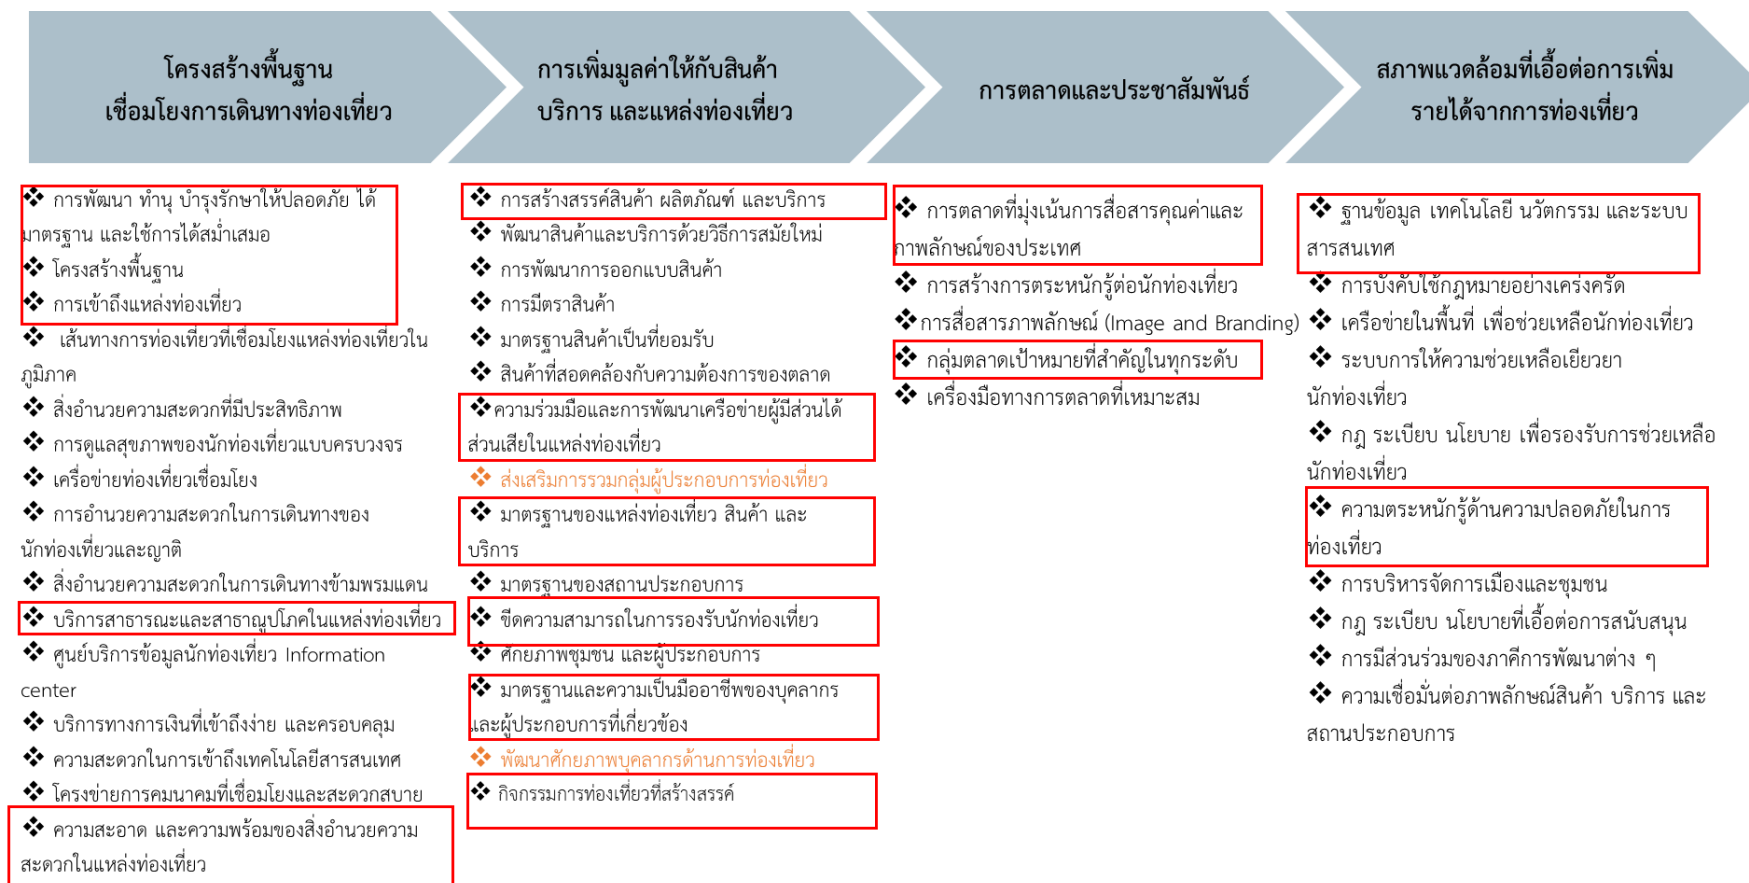 โครงสร้างพื้นฐาน
เชื่อมโยงการเดินทางท่องเที่ยว
การเพิ่มมูลค่าให้กับสินค้า
บริการ และแหล่งท่องเที่ยว
การตลาดและประชาสัมพันธ์
สภาพแวดล้อมที่เอื้อต่อการเพิ่ม
รายได้จากการท่องเที่ยว
❖ การพัฒนา ทำนุ บำรุงรักษาให้ปลอดภัย ได้
มาตรฐาน และใช้การได้สม่ำเสมอ
❖ โครงสร้างพื้นฐาน
❖ การเข้าถึงแหล่งท่องเที่ยว
❖ เส้นทางการท่องเที่ยวที่เชื่อมโยงแหล่งท่องเที่ยวใน
ภูมิภาค
❖ สิ่งอำนวยความสะดวกที่มีประสิทธิภาพ
❖ การดูแลสุขภาพของนักท่องเที่ยวแบบครบวงจร
❖ เครือข่ายท่องเที่ยวเชื่อมโยง
❖ การอำนวยความสะดวกในการเดินทางของ
นักท่องเที่ยวและญาติ
❖ สิ่งอำนวยความสะดวกในการเดินทางข้ามพรมแดน
❖ บริการสาธารณะและสาธาณูปโภคในแหล่งท่องเที่ยว
❖ ศูนย์บริการข้อมูลนักท่องเที่ยว Information
center
❖ บริการทางการเงินที่เข้าถึงง่าย และครอบคลุม
❖ ความสะดวกในการเข้าถึงเทคโนโลยีสารสนเทศ
❖ โครงข่ายการคมนาคมที่เชื่อมโยงและสะดวกสบาย
❖ ความสะอาด และความพร้อมของสิ่งอำนวยความ
สะดวกในแหล่งท่องเที่ยว
❖ การสร้างสรรค์สินค้า ผลิตภัณฑ์ และบริการ
❖ พัฒนาสินค้าและบริการด้วยวิธีการสมัยใหม่
❖ การพัฒนาการออกแบบสินค้า
❖ การมีตราสินค้า
❖ มาตรฐานสินค้าเป็นที่ยอมรับ
❖ สินค้าที่สอดคล้องกับความต้องการของตลาด
❖ ความร่วมมือและการพัฒนาเครือข่ายผู้มีส่วนได้
ส่วนเสียในแหล่งท่องเที่ยว
❖ ส่งเสริมการรวมกลุ่มผู้ประกอบการท่องเที่ยว
❖ มาตรฐานของแหล่งท่องเที่ยว สินค้า และ
บริการ
❖ มาตรฐานของสถานประกอบการ
❖ ขีดความสามารถในการรองรับนักท่องเที่ยว
❖ ศักยภาพชุมชน และผู้ประกอบการ
❖ มาตรฐานและความเป็นมืออาชีพของบุคลากร
และผู้ประกอบการที่เกี่ยวข้อง
❖ พัฒนาศักยภาพบุคลากรด้านการท่องเที่ยว
❖ กิจกรรมการท่องเที่ยวที่สร้างสรรค์
❖ การตลาดที่มุ่งเน้นการสื่อสารคุณค่าและ
ภาพลักษณ์ของประเทศ
❖ การสร้างการตระหนักรู้ต่อนักท่องเที่ยว
❖ การสื่อสารภาพลักษณ์ (Image and Branding)
❖ กลุ่มตลาดเป้าหมายที่สำคัญในทุกระดับ
❖ เครื่องมือทางการตลาดที่เหมาะสม
❖ ฐานข้อมูล เทคโนโลยี นวัตกรรม และระบบ
สารสนเทศ
❖ การบังคับใช้กฎหมายอย่างเคร่งครัด
❖ เครือข่ายในพื้นที่ เพื่อช่วยเหลือนักท่องเที่ยว
❖ ระบบการให้ความช่วยเหลือเยียวยา
นักท่องเที่ยว
❖ กฎ ระเบียบ นโยบาย เพื่อรองรับการช่วยเหลือ
นักท่องเที่ยว
❖ ความตระหนักรู้ด้านความปลอดภัยในการ
ท่องเที่ยว
❖ การบริหารจัดการเมืองและชุมชน
❖ กฎ ระเบียบ นโยบายที่เอื้อต่อการสนับสนุน
❖ การมีส่วนร่วมของภาคีการพัฒนาต่าง ๆ
❖ ความเชื่อมั่นต่อภาพลักษณ์สินค้า บริการ และ
สถานประกอบการ